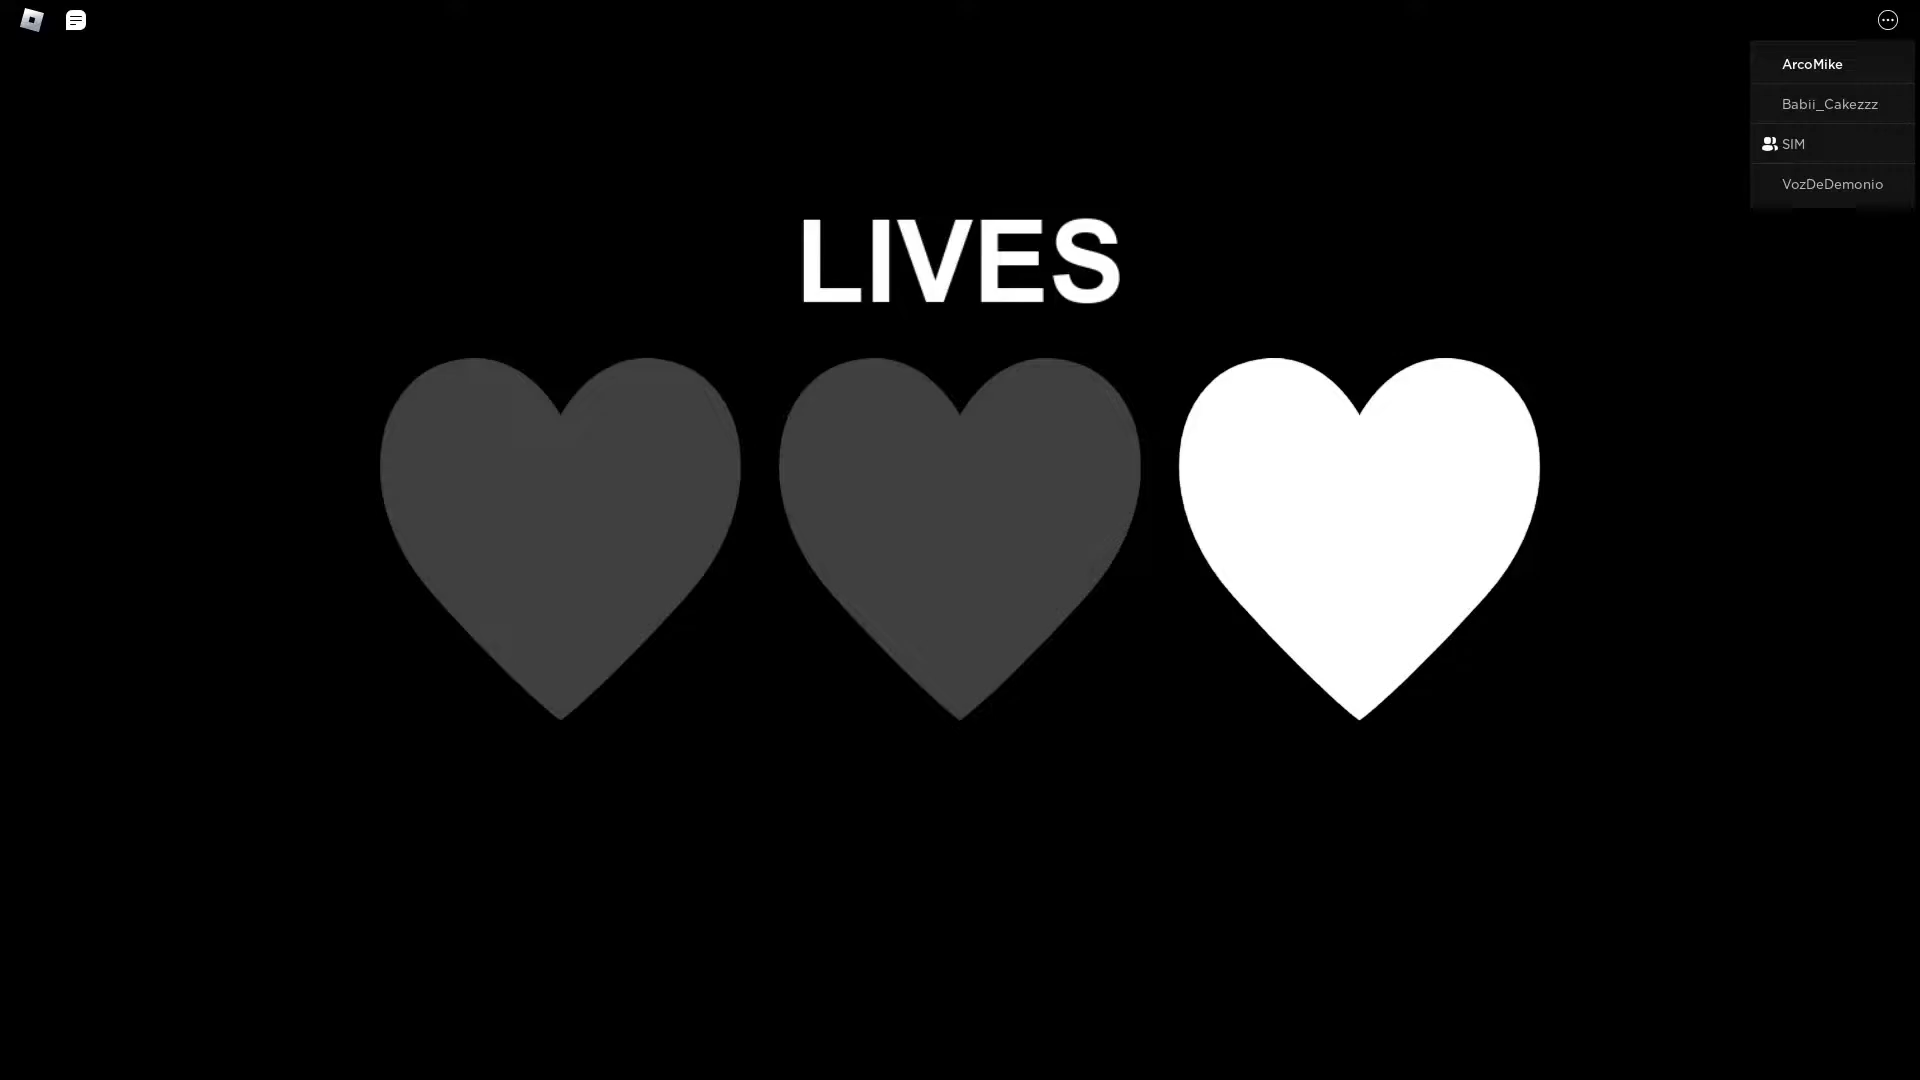 ArcoMike
Babii_Cakezzz
SIM
VozDeDemonio
LIVES